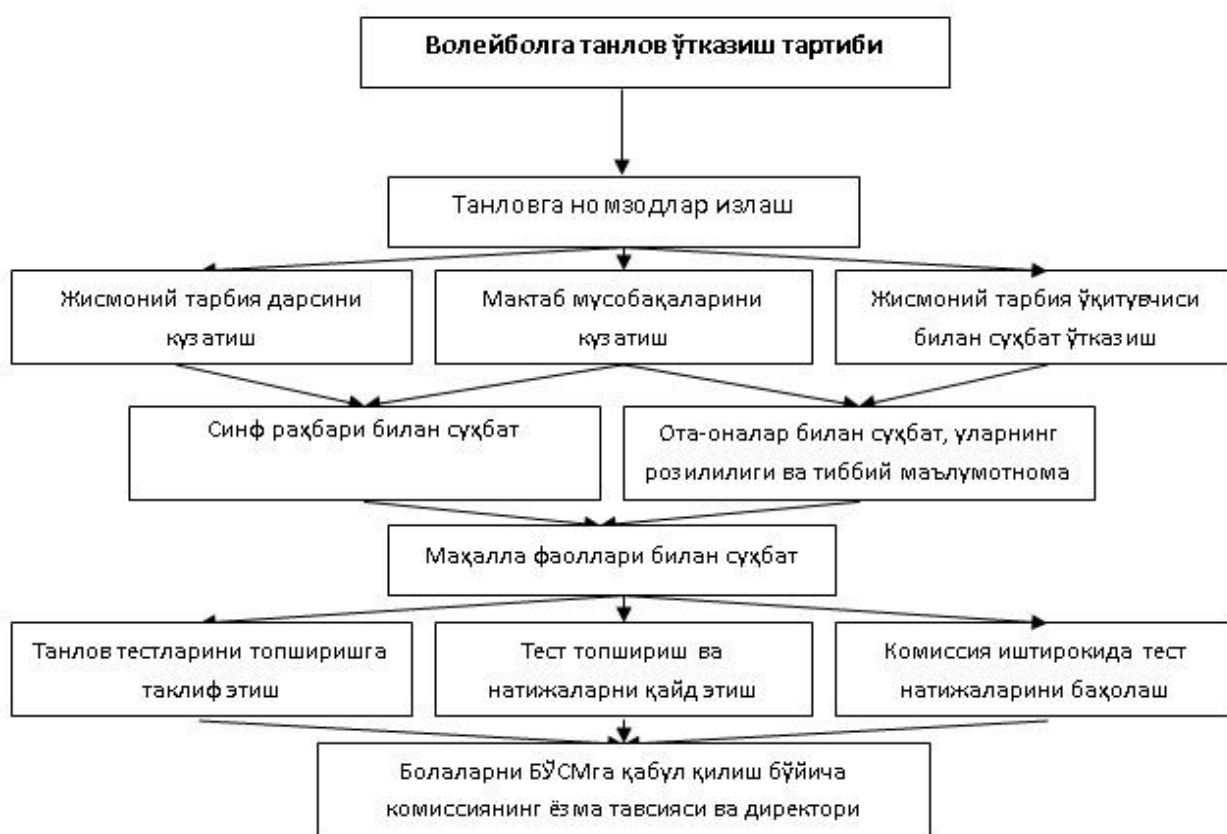 Волейболга танлов ўтказиш тартиби
Танловга номзодлар излаш
Жисмоний тарбия дарсини
кузатиш
Мактаб мусобақаларини
кузатиш
Жисмоний тарбия ўқитувчиси
билан суҳбат ўтказиш
Синф раҳбари билан суҳбат
Ота-оналар билан суҳбат, уларнинг
розилилиги ва тиббий маълумотнома
Маҳалла фаоллари билан суҳбат
Танлов тестларини топширишга
таклиф этиш
Тест топшириш ва
натижаларни қайд этиш
Комиссия иштирокида тест
натижаларини баҳолаш
Болаларни БЎСМга қабул қилиш бўйича
комиссиянинг ёзма тавсияси ва директори